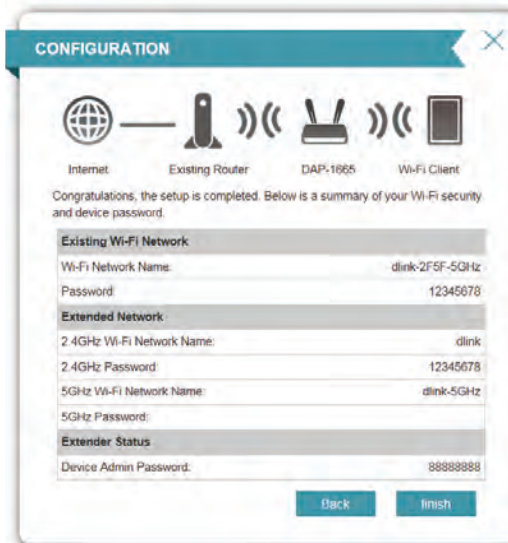 CONFIGURATION
Internet Existing Router DAP-1665 Wi-Fi Client
Congratulations, the setup is completed. Below is a summary of your Wi-Fi security
and device password.
Existing Wi-Fi Network
Wi-Fi Network Name: dlink-2F5F-5GHz
Password: 12345678
Extended Network
2.4GHz Wi-Fi Network Name: dlink
2.4GHz Password: 12345678
5GHz Wi-Fi Network Name: dlink-5GHz
5GHz Password:
Extender Status
Device Admin Password: 88888888
Back finish